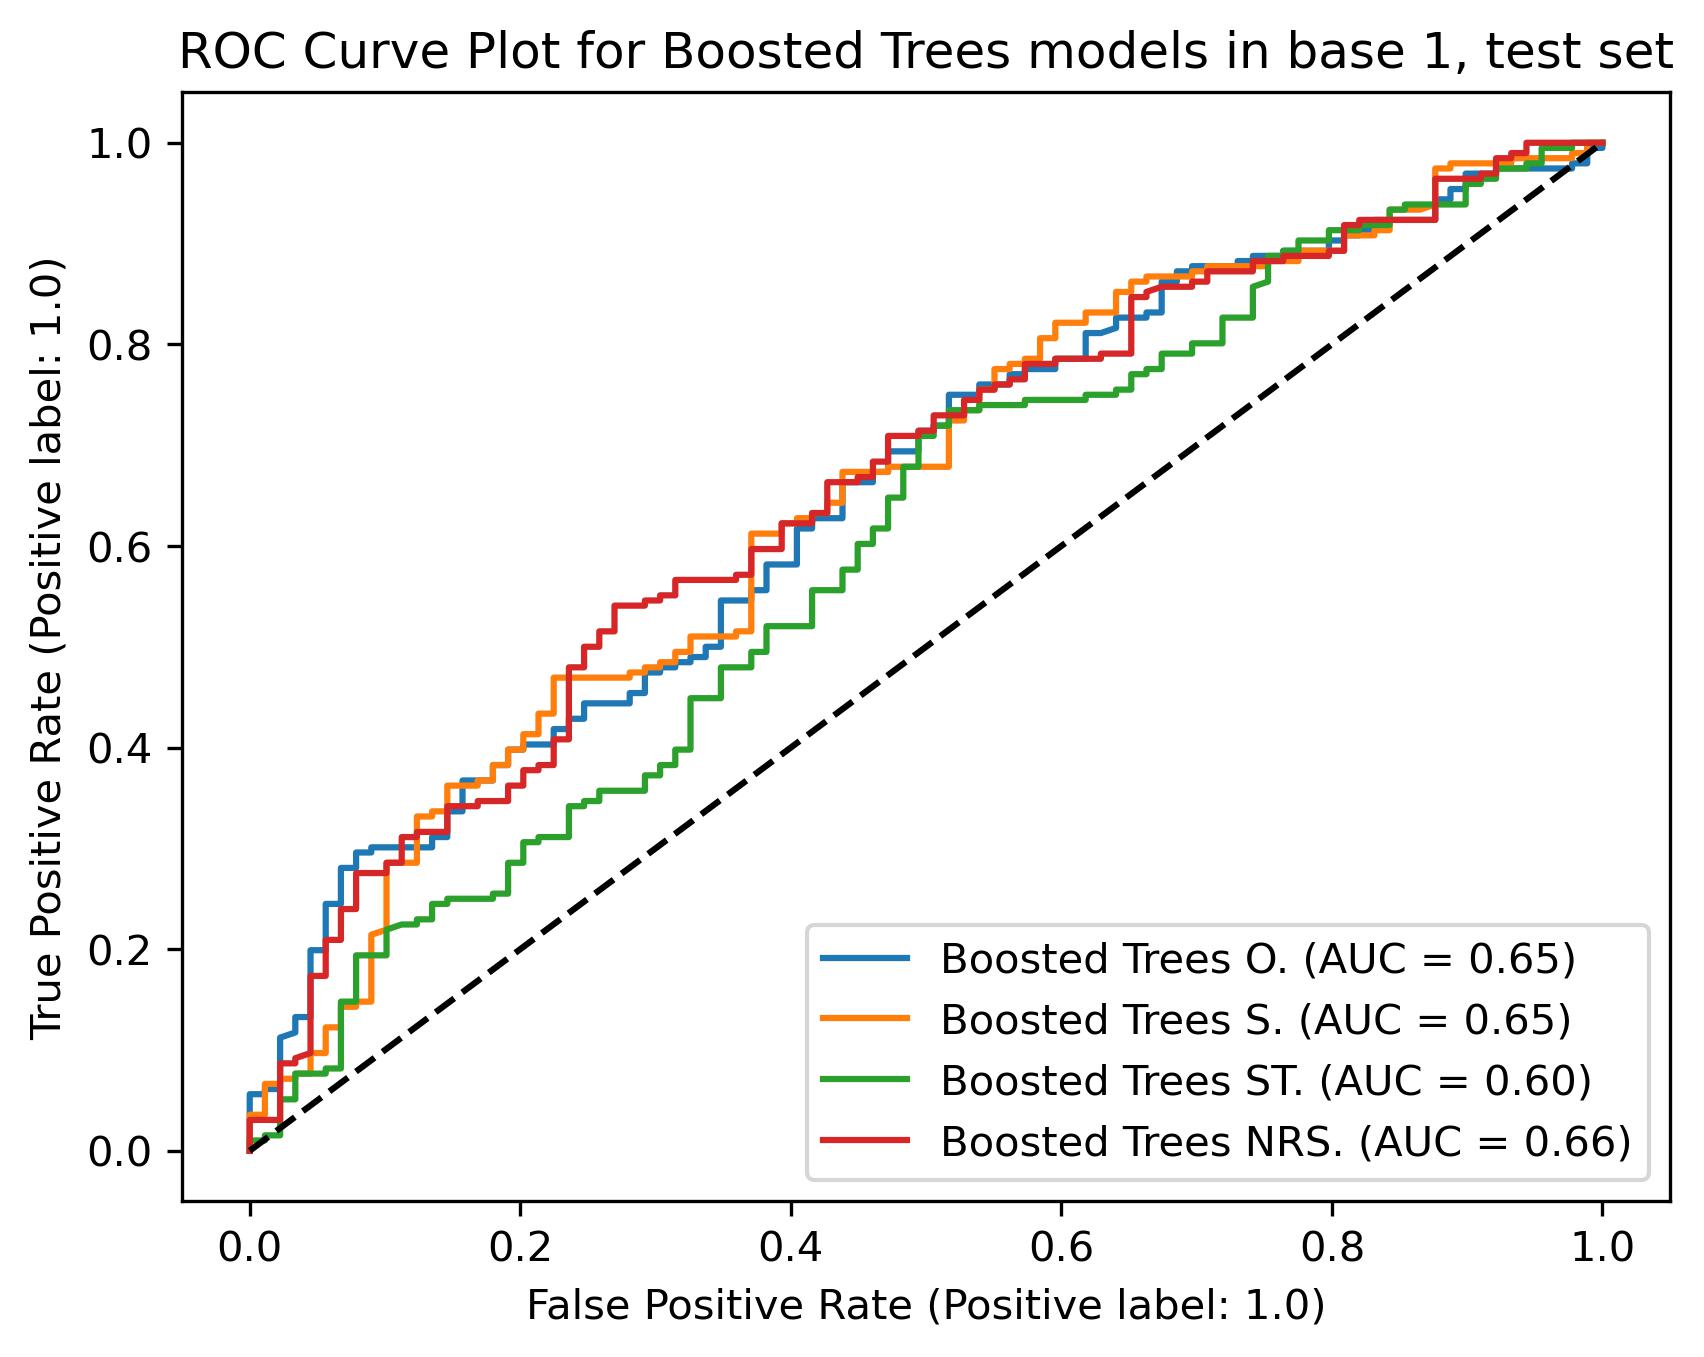 ROC Curve Plot for Boosted Trees models in base 1, test set
True Positive Rate (Positive label: 1.0)
1.0
0.8
0.6
0.4
0.2
0.0
Boosted Trees O. (AUC = 0.65)
Boosted Trees S. (AUC = 0.65)
Boosted Trees ST. (AUC = 0.60)
Boosted Trees NRS. (AUC = 0.66)
0.0 0.2 0.4 0.6 0.8 1.0
False Positive Rate (Positive label: 1.0)